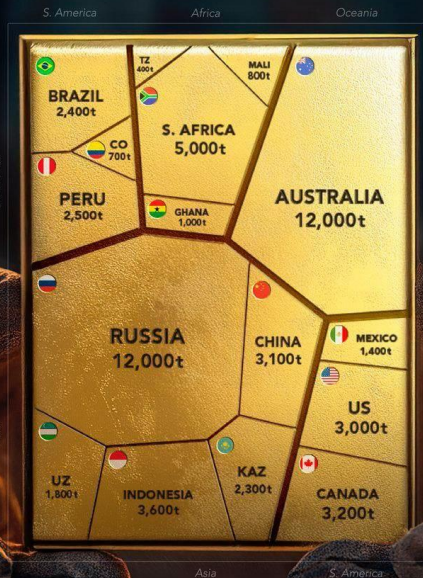 S. America
Africa
Oceania
BRAZIL
2,400t
TZ
400t
MALI
800t
CO
700t
S. AFRICA
5,000t
PERU
2,500t
GHANA
1,000t
AUSTRALIA
12,000t
RUSSIA
12,000t
CHINA
3,100t
MEXICO
1,400t
US
3,000t
UZ
1,800t
INDONESIA
3,600t
KAZ
2,300t
CANADA
3,200t
Asia
S. America